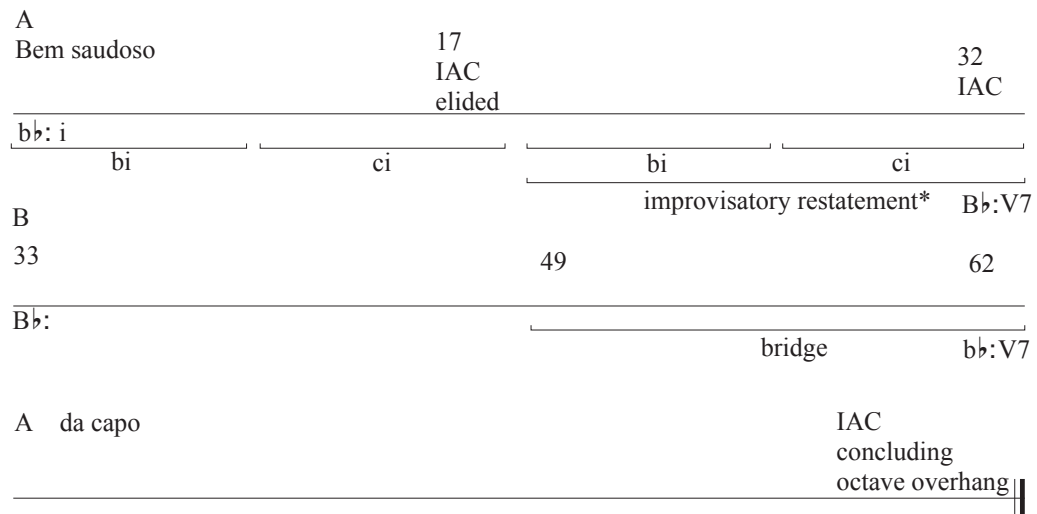 A
Bem saudoso
17
IAC
elided
32
IAC
b♭: i
bi ci bi ci
improvisatory restatement* B♭:V7
B
33 49 62
B♭:
bridge b♭:V7
A da capo
IAC
concluding
octave overhang